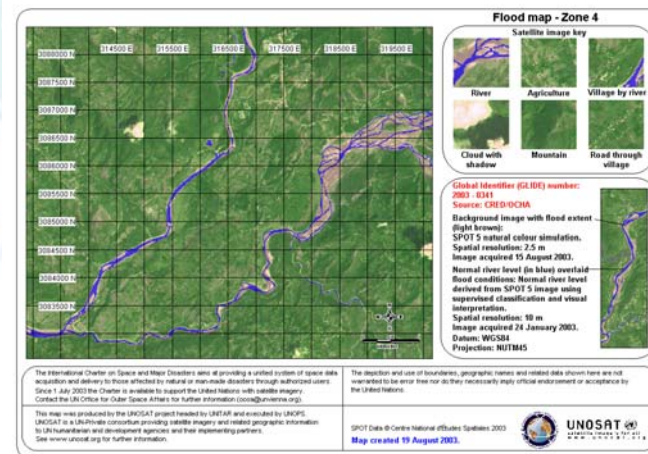 Flood map - Zone 4
Satellite image key
River
Agriculture
Village by river
Cloud with
shadow
Mountain
Road through
village
314500 E
315500 E
316500 E
317500 E
318500 E
319500 E
3088000 N
3087500 N
3087000 N
3086500 N
3086000 N
3085500 N
3085000 N
3084500 N
3084000 N
3083500 N
Global Identifier (GLIDE) number:
2003 - 0341
Source: CRED/OCHA
Background image with flood extent
(light brown):
SPOT 5 natural colour simulation.
Spatial resolution: 2.5 m
Image acquired 15 August 2003.
Normal river level (in blue) overlaid
flood conditions: Normal river level
derived from SPOT 5 image using
supervised classification and visual
interpretation.
Spatial resolution: 10 m
Image acquired 24 January 2003.
Datum: WGS84
Projection: NUTM45
The International Charter on Space and Major Disasters aims at providing a unified system of space data
acquisition and delivery to those affected by natural or man-made disasters through authorized users.
Since 1 July 2003 the Charter is available to support the United Nations with satellite imagery.
Contact the UN Office for Outer Space Affairs for further information (oosa@unvienna.org).
The depiction and use of boundaries, geographic names and related data shown here are not
warranted to be error free nor do they necessarily imply official endorsement or acceptance by
the United Nations.
This map was produced by the UNOSAT project headed by UNITAR and executed by UNOPS.
UNOSAT is a UN-Private consortium providing satellite imagery and related geographic information
to UN humanitarian and development agencies and their implementing partners.
See www.unosat.org for further information.
SPOT Data © Centre National d'Études Spatiales 2003
Map created 19 August 2003.
UNOSAT
satellite images for all
www.unosat.org